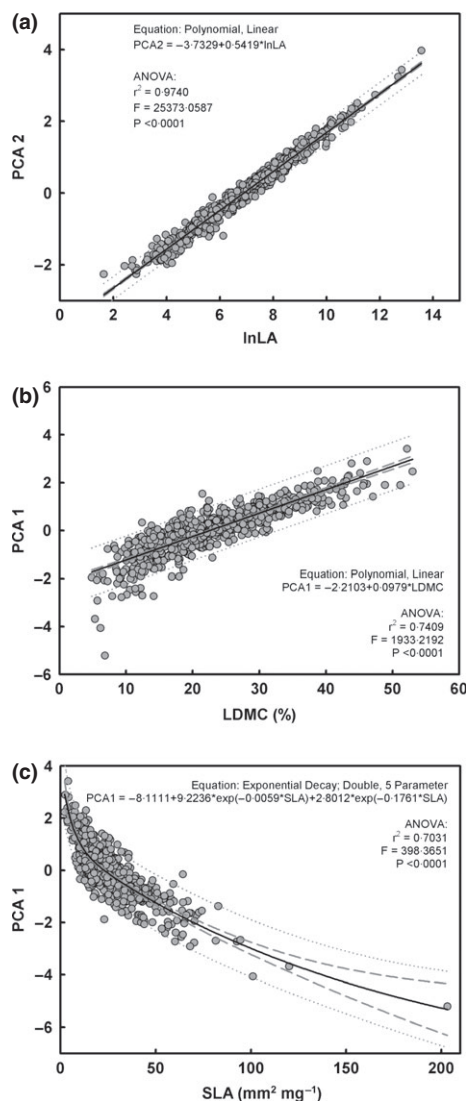 (a)
Equation: Polynomial, Linear
PCA2 = –3·7329+0·5419*lnLA
ANOVA:
r² = 0·9740
F = 25373·0587
P <0·0001
4
2
0
–2
PCA 2
0 2 4 6 8 10 12 14 16
lnLA
(b)
6
4
2
0
–2
–4
–6
PCA 1
Equation: Polynomial, Linear
PCA1 = –2·2103+0·0979*LDMC
ANOVA:
r² = 0·7409
F = 1933·2192
P <0·0001
0 10 20 30 40 50 60
LDMC (%)
(c)
4
2
0
–2
–4
–6
PCA 1
Equation: Exponential Decay; Double, 5 Parameter
PCA1 = –8·1111+9·2236*exp(–0·0059*SLA)+2·8012*exp(–0·1761*SLA)
ANOVA:
r² = 0·7031
F = 398·3651
P <0·0001
0 50 100 150 200
SLA (mm² mg⁻¹)